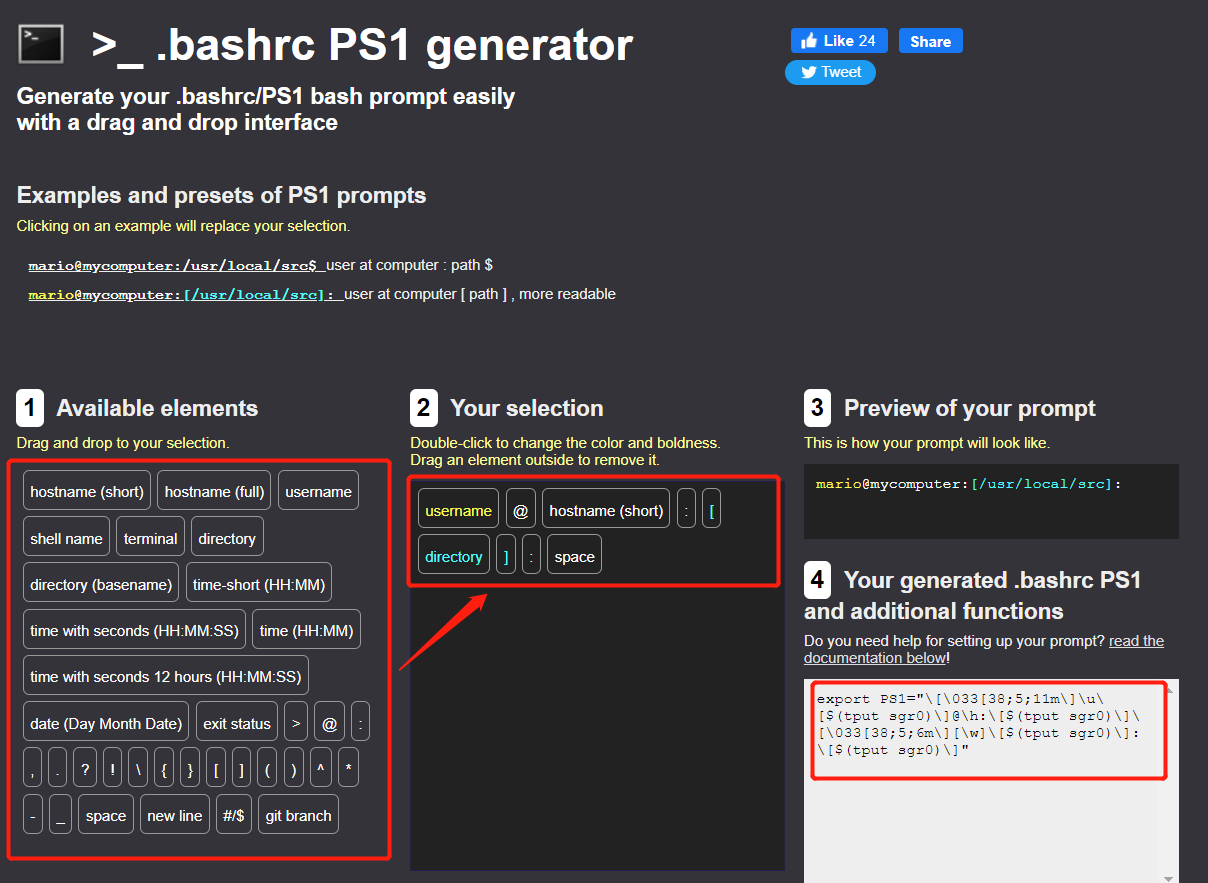 >_ .bashrc PS1 generator
Like 24
Share
Tweet
Generate your .bashrc/PS1 bash prompt easily
with a drag and drop interface
Examples and presets of PS1 prompts
Clicking on an example will replace your selection.
mario@mycomputer:/usr/local/src$ user at computer : path $
mario@mycomputer:[/usr/local/src]: user at computer [ path ] , more readable
1 Available elements
Drag and drop to your selection.
hostname (short) hostname (full) username
shell name terminal directory
directory (basename) time-short (HH:MM)
time with seconds (HH:MM:SS) time (HH:MM)
time with seconds 12 hours (HH:MM:SS)
date (Day Month Date) exit status > @ :
, . ? ! \ { } [ ] ( ) ^ *
- _ space new line #/$ git branch
2 Your selection
Double-click to change the color and boldness.
Drag an element outside to remove it.
username @ hostname (short) : [
directory ] : space
3 Preview of your prompt
This is how your prompt will look like.
mario@mycomputer:[/usr/local/src]:
4 Your generated .bashrc PS1
and additional functions
Do you need help for setting up your prompt? read the
documentation below!
export PS1="\[\033[38;5;11m\]\u\
[$(tput sgr0)\]@\h:\[$(tput sgr0)\]\
[\033[38;5;6m\][\w]\[$(tput sgr0)\]:
\[$(tput sgr0)\]"